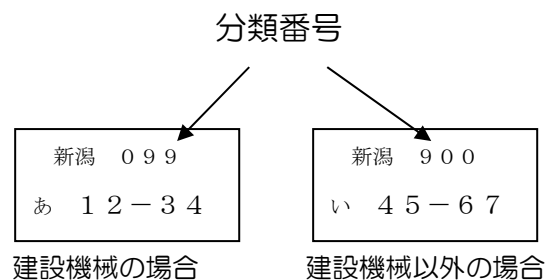 分類番号
新潟 ０９９
あ １２－３４
建設機械の場合
新潟 ９００
い ４５－６７
建設機械以外の場合